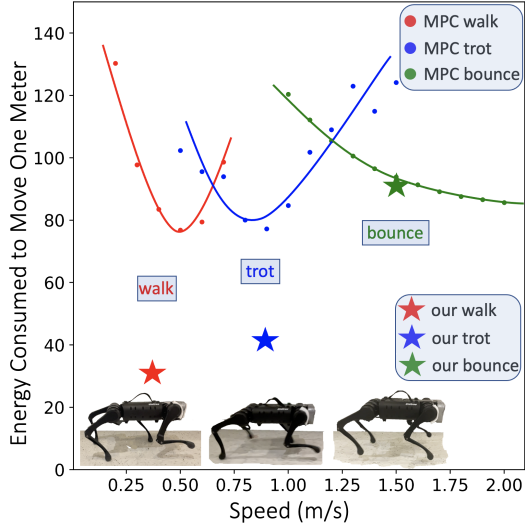 MPC walk
MPC trot
MPC bounce
Energy Consumed to Move One Meter
140
120
100
80
60
40
20
0
bounce
trot
walk
our walk
our trot
our bounce
0.25 0.50 0.75 1.00 1.25 1.50 1.75 2.00
Speed (m/s)